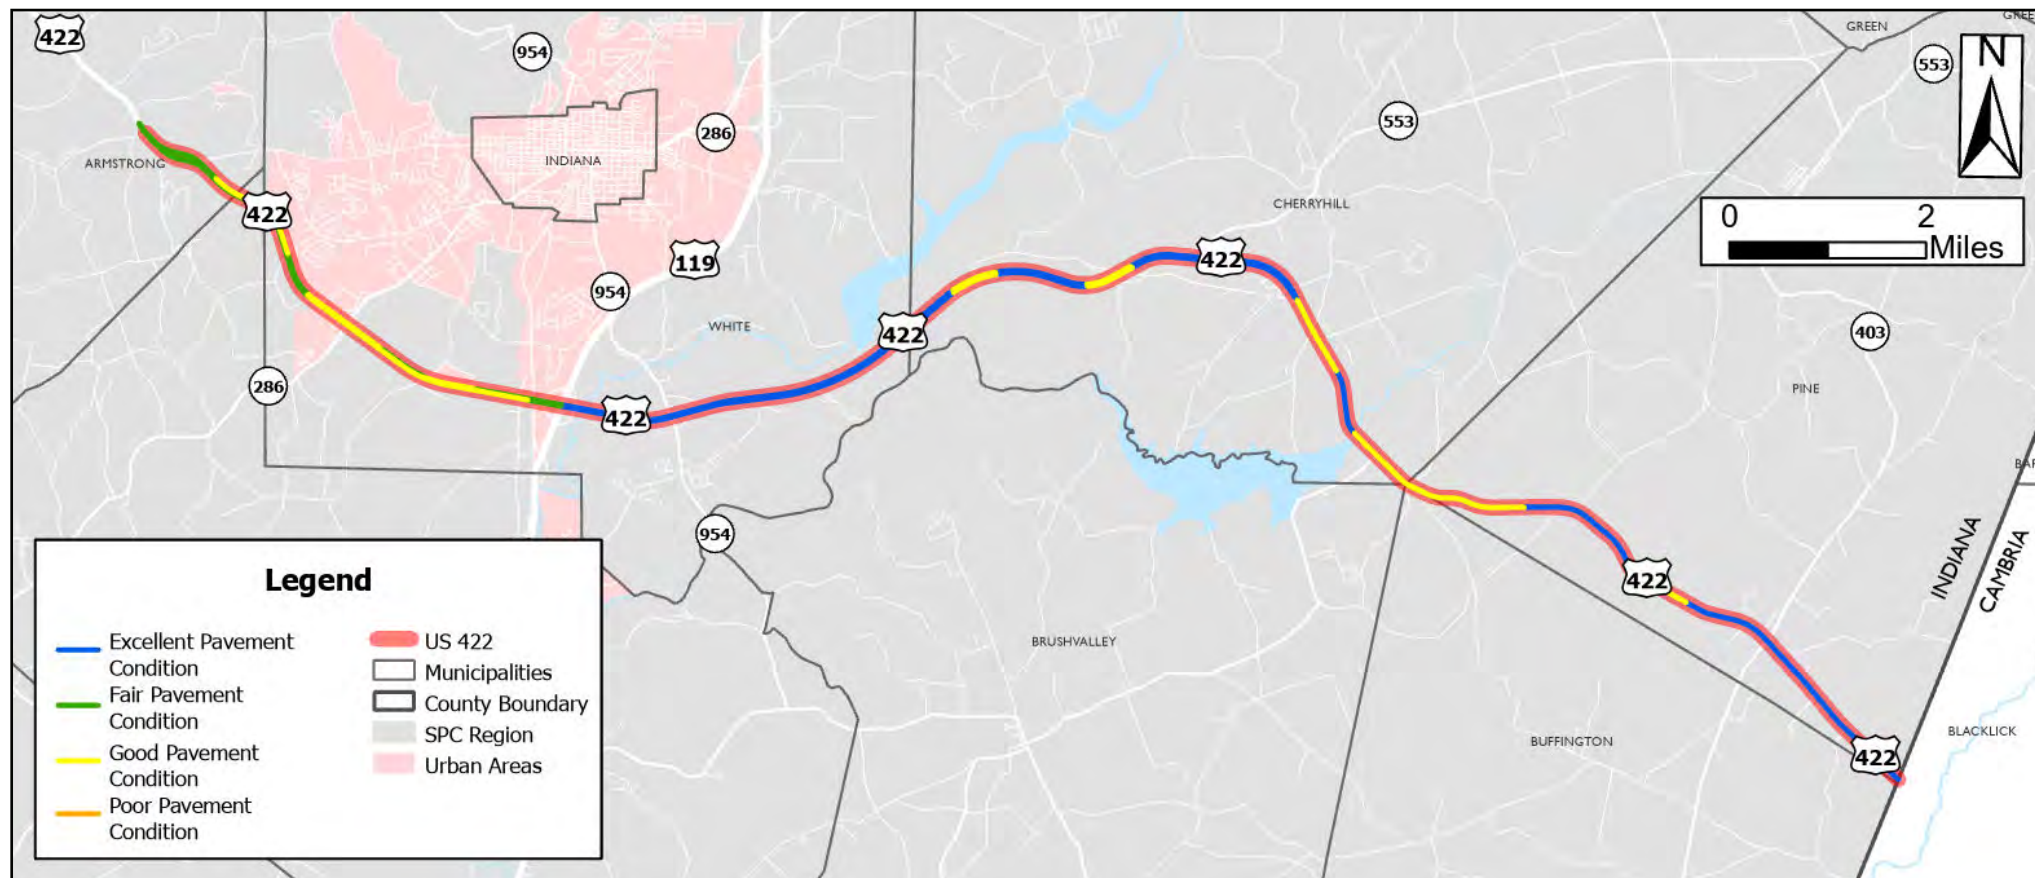 422
954
GREEN
GREE
553
N
286
553
INDIANA
ARMSTRONG
0 2
Miles
CHERRYHILL
422
422
119
954
WHITE
422
403
286
PINE
422
BAR
954
INDIANA
CAMBRIA
422
BRUSHVALLEY
BUFFINGTON
BLACKLICK
422
Legend
Excellent Pavement
Condition
Fair Pavement
Condition
Good Pavement
Condition
Poor Pavement
Condition
US 422
Municipalities
County Boundary
SPC Region
Urban Areas